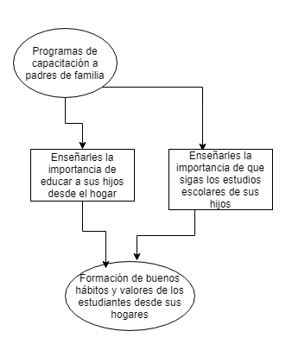 Programas de
capacitación a
padres de familia
Enseñarles la
importancia de
educar a sus hijos
desde el hogar
Enseñarles la
importancia de que
sigas los estudios
escolares de sus
hijos
Formación de buenos
hábitos y valores de los
estudiantes desde sus
hogares